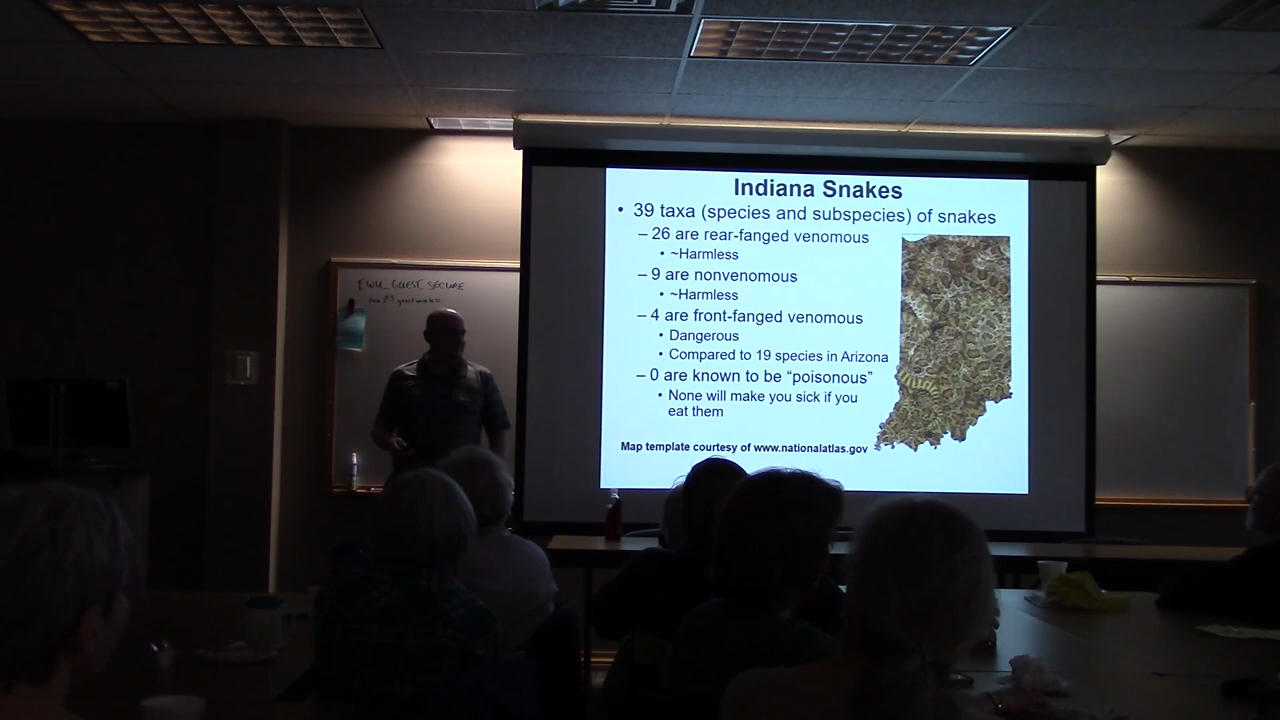 Indiana Snakes
• 39 taxa (species and subspecies) of snakes
– 26 are rear-fanged venomous
• ~Harmless
– 9 are nonvenomous
• ~Harmless
– 4 are front-fanged venomous
• Dangerous
• Compared to 19 species in Arizona
– 0 are known to be “poisonous”
• None will make you sick if you
eat them
Map template courtesy of www.nationalatlas.gov
IWU_GUEST_SECURE